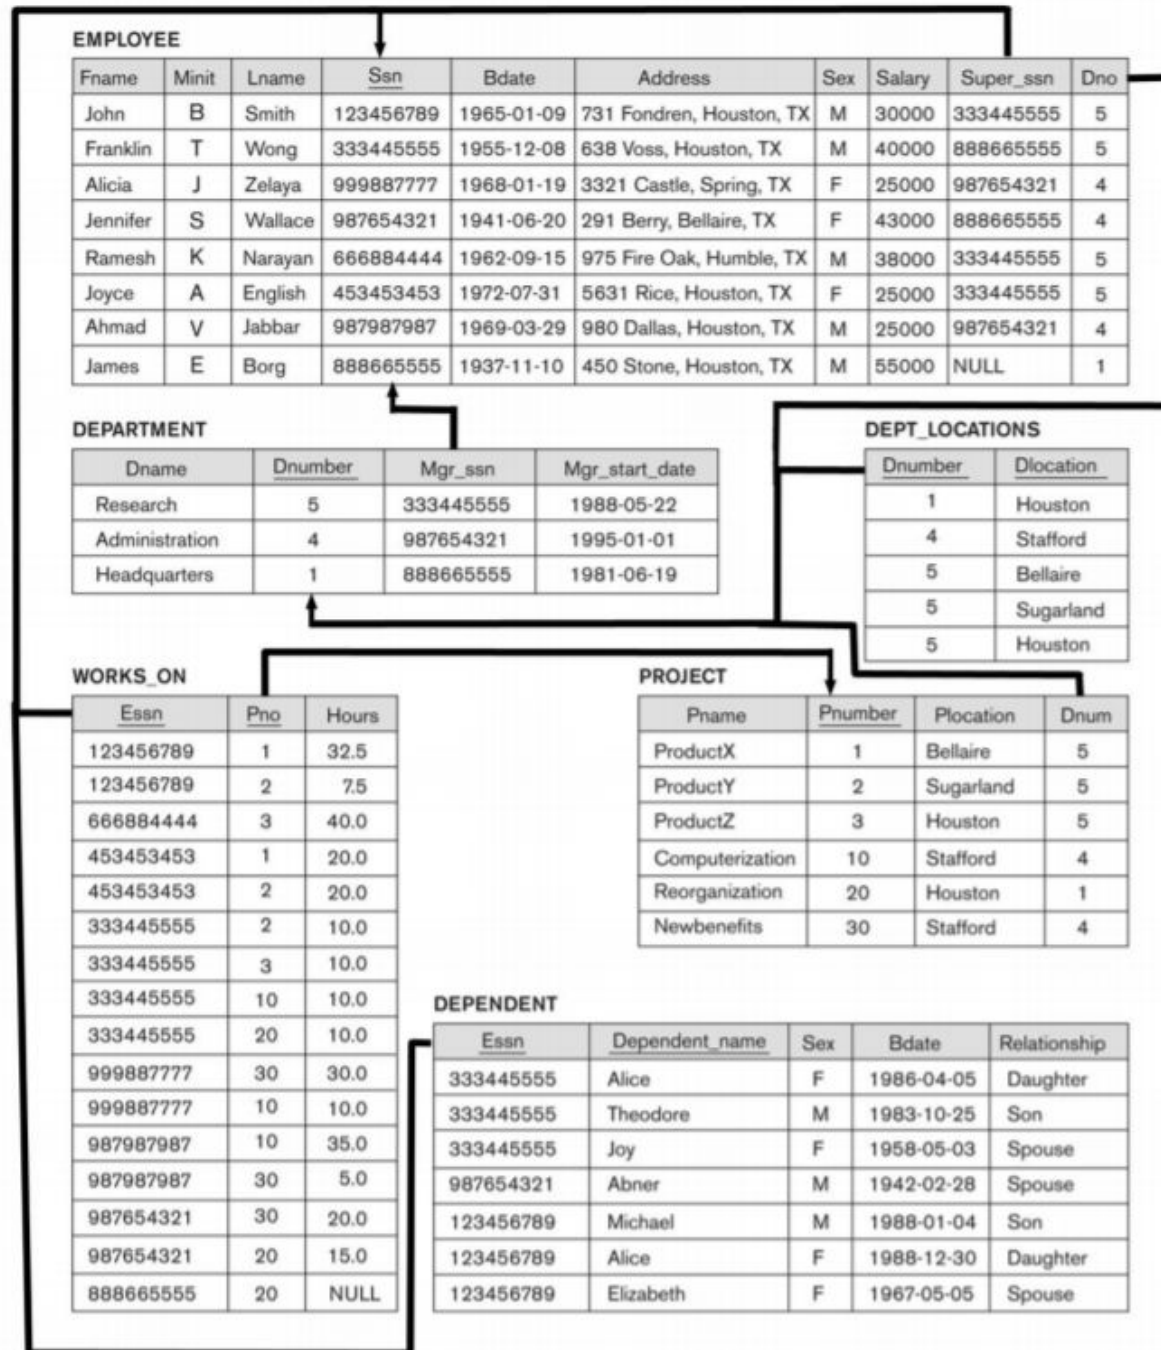 EMPLOYEE
Fname Minit Lname Ssn Bdate Address Sex Salary Super_ssn Dno
John B Smith 123456789 1965-01-09 731 Fondren, Houston, TX M 30000 333445555 5
Franklin T Wong 333445555 1955-12-08 638 Voss, Houston, TX M 40000 888665555 5
Alicia J Zelaya 999887777 1968-01-19 3321 Castle, Spring, TX F 25000 987654321 4
Jennifer S Wallace 987654321 1941-06-20 291 Berry, Bellaire, TX F 43000 888665555 4
Ramesh K Narayan 666884444 1962-09-15 975 Fire Oak, Humble, TX M 38000 333445555 5
Joyce A English 453453453 1972-07-31 5631 Rice, Houston, TX F 25000 333445555 5
Ahmad V Jabbar 987987987 1969-03-29 980 Dallas, Houston, TX M 25000 987654321 4
James E Borg 888665555 1937-11-10 450 Stone, Houston, TX M 55000 NULL 1
DEPARTMENT
Dname Dnumber Mgr_ssn Mgr_start_date
Research 5 333445555 1988-05-22
Administration 4 987654321 1995-01-01
Headquarters 1 888665555 1981-06-19
DEPT_LOCATIONS
Dnumber Dlocation
1 Houston
4 Stafford
5 Bellaire
5 Sugarland
5 Houston
WORKS_ON
Essn Pno Hours
123456789 1 32.5
123456789 2 7.5
666884444 3 40.0
453453453 1 20.0
453453453 2 20.0
333445555 2 10.0
333445555 3 10.0
333445555 10 10.0
333445555 20 10.0
999887777 30 30.0
999887777 10 10.0
987987987 10 35.0
987987987 30 5.0
987654321 30 20.0
987654321 20 15.0
888665555 20 NULL
PROJECT
Pname Pnumber Plocation Dnum
ProductX 1 Bellaire 5
ProductY 2 Sugarland 5
ProductZ 3 Houston 5
Computerization 10 Stafford 4
Reorganization 20 Houston 1
Newbenefits 30 Stafford 4
DEPENDENT
Essn Dependent_name Sex Bdate Relationship
333445555 Alice F 1986-04-05 Daughter
333445555 Theodore M 1983-10-25 Son
333445555 Joy F 1958-05-03 Spouse
987654321 Abner M 1942-02-28 Spouse
123456789 Michael M 1988-01-04 Son
123456789 Alice F 1988-12-30 Daughter
123456789 Elizabeth F 1967-05-05 Spouse